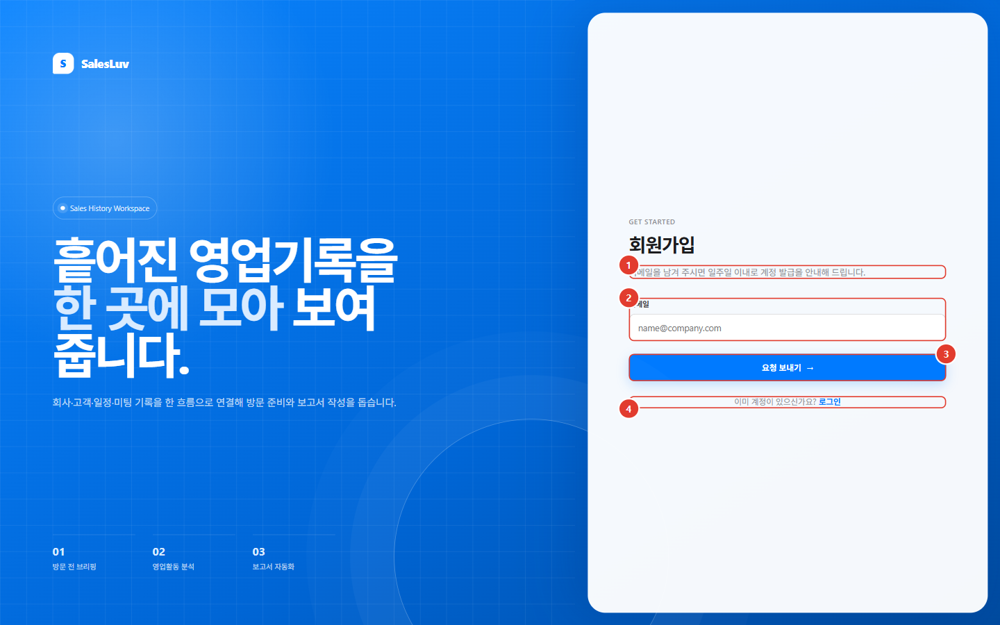 S SalesLuv
Sales History Workspace
흩어진 영업기록을
한 곳에 모아 보여
줍니다.
회사·고객·일정·미팅 기록을 한 흐름으로 연결해 방문 준비와 보고서 작성을 돕습니다.
01
방문 전 브리핑
02
영업활동 분석
03
보고서 자동화
GET STARTED
회원가입
1
메일을 남겨 주시면 일주일 이내로 계정 발급을 안내해 드립니다.
2
메일
name@company.com
3
요청 보내기 →
4
이미 계정이 있으신가요? 로그인